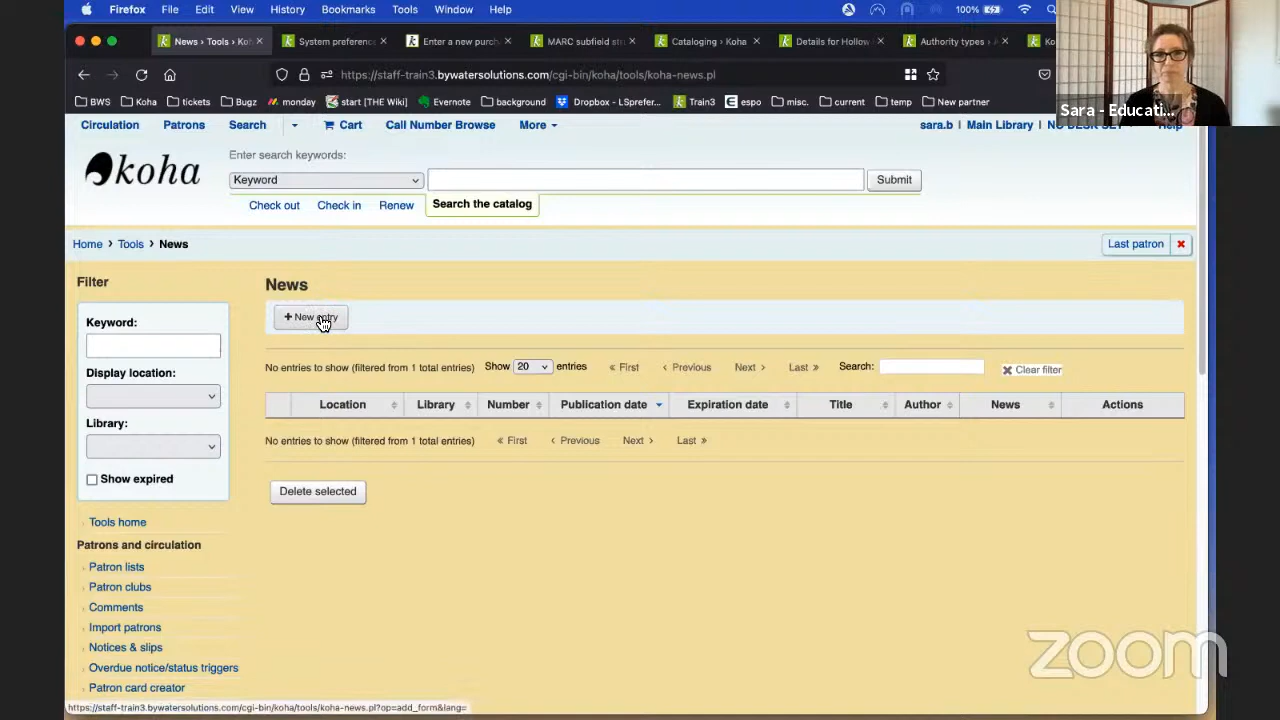 Firefox File Edit View History Bookmarks Tools Window Help 100%
News › Tools › Ko
System preference
Enter a new purch
MARC subfield str
Cataloging › Koha
Details for Hollow
Authority types › A
Ko
https://staff-train3.bywatersolutions.com/cgi-bin/koha/tools/koha-news.pl
BWS Koha tickets Bugz monday start [THE Wiki] Evernote background Dropbox - LSprefer... Train3 espo misc. current temp New partner
Sara - Educati...
Circulation Patrons Search Cart Call Number Browse More sara.b Main Library Help
koha
Enter search keywords:
Keyword Submit
Check out Check in Renew Search the catalog
Home › Tools › News Last patron
Filter
Keyword:
Display location:
Library:
Show expired
Tools home
Patrons and circulation
Patron lists
Patron clubs
Comments
Import patrons
Notices & slips
Overdue notice/status triggers
Patron card creator
News
+ New entry
No entries to show (filtered from 1 total entries) Show 20 entries « First ‹ Previous Next › Last » Search: Clear filter
Location Library Number Publication date Expiration date Title Author News Actions
No entries to show (filtered from 1 total entries) « First ‹ Previous Next › Last »
Delete selected
zoom
https://staff-train3.bywatersolutions.com/cgi-bin/koha/tools/koha-news.pl?op=add_form&lang=